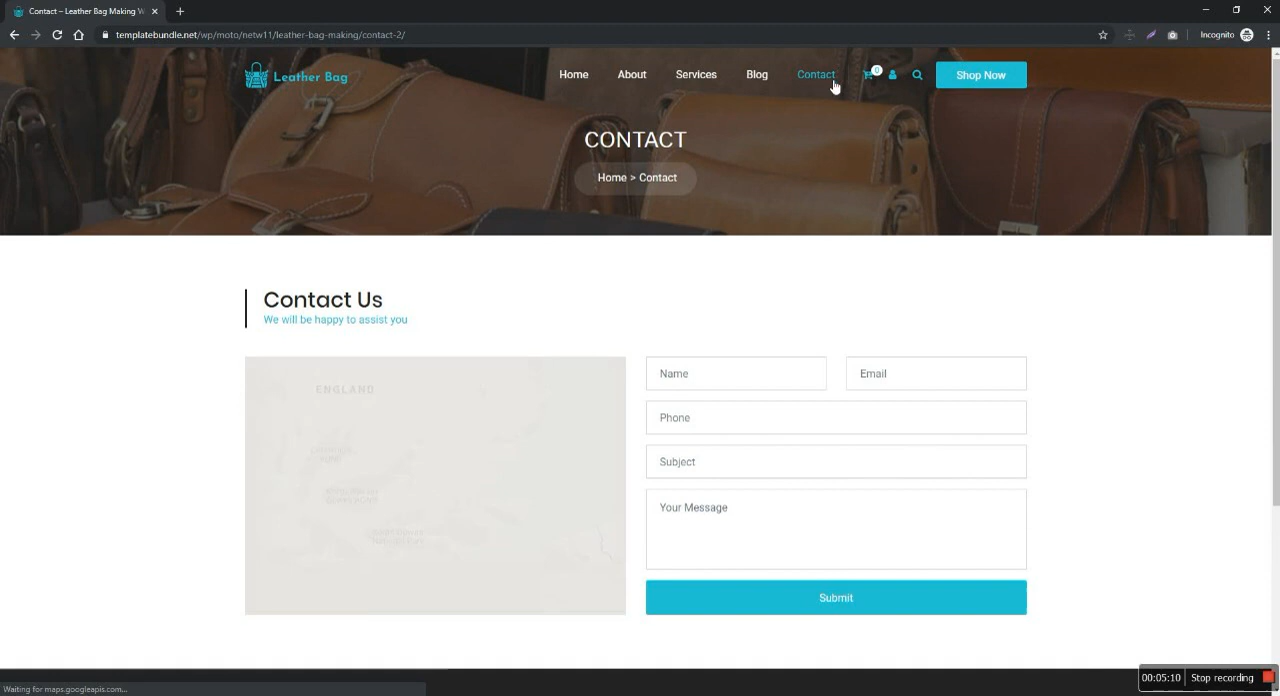 Contact – Leather Bag Making W
templatebundle.net/wp/moto/netw11/leather-bag-making/contact-2/
Incognito
Leather Bag
Home
About
Services
Blog
Contact
0
Shop Now
CONTACT
Home > Contact
Contact Us
We will be happy to assist you
ENGLAND
Name
Email
Phone
Subject
Your Message
Submit
Waiting for maps.googleapis.com...
00:05:10
Stop recording